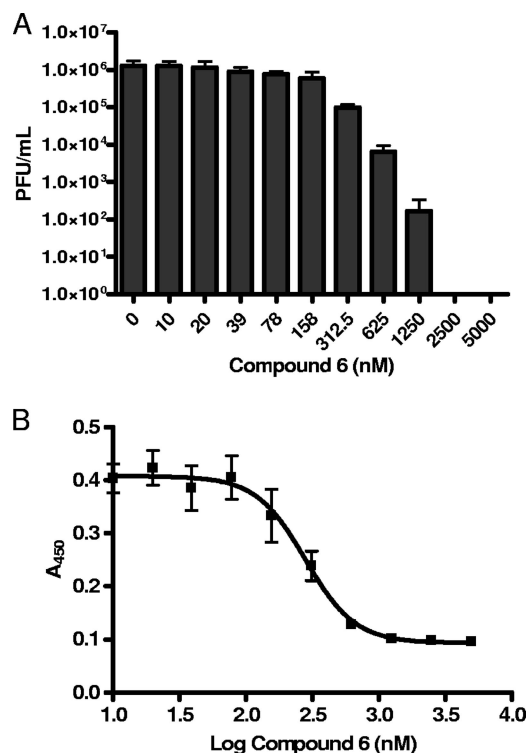 A
PFU/mL
1.0×10⁷
1.0×10⁶
1.0×10⁵
1.0×10⁴
1.0×10³
1.0×10²
1.0×10¹
1.0×10⁰
0 10 20 39 78 158 312.5 625 1250 2500 5000
Compound 6 (nM)
B
A₄₅₀
0.5
0.4
0.3
0.2
0.1
0.0
1.0 1.5 2.0 2.5 3.0 3.5 4.0
Log Compound 6 (nM)